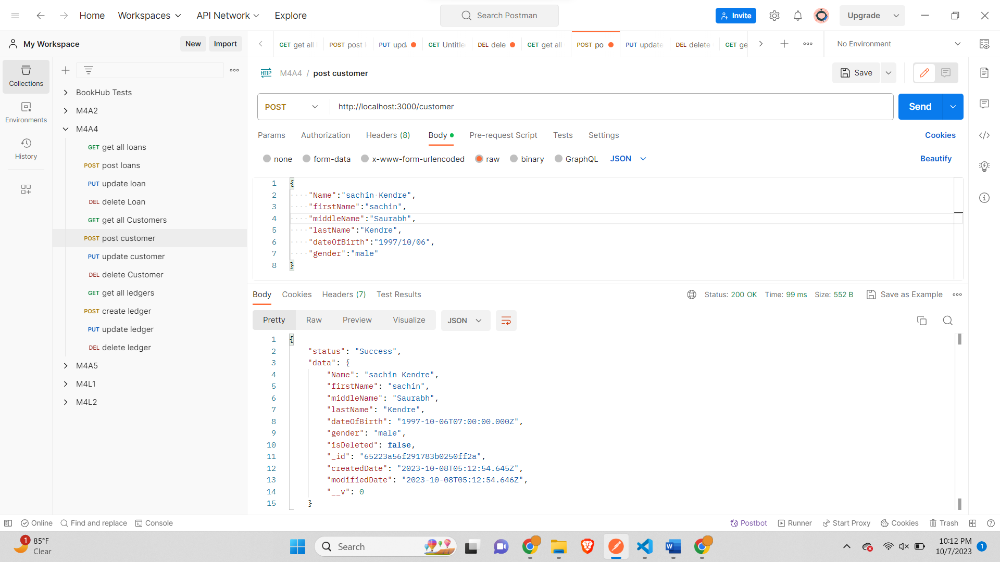 Home Workspaces API Network Explore Search Postman Invite Upgrade
My Workspace New Import
GET get all POST post PUT upd DEL dele GET Untitle GET get all POST po PUT update DEL delete GET ge No Environment
Collections
Environments
History
BookHub Tests
M4A2
M4A4
GET get all loans
POST post loans
PUT update loan
DEL delete Loan
GET get all Customers
POST post customer
PUT update customer
DEL delete Customer
GET get all ledgers
POST create ledger
PUT update ledger
DEL delete ledger
M4A5
M4L1
M4L2
HTTP M4A4 / post customer Save
POST http://localhost:3000/customer Send
Params Authorization Headers (8) Body Pre-request Script Tests Settings Cookies
none form-data x-www-form-urlencoded raw binary GraphQL JSON Beautify
1 {
2 "Name":"sachin Kendre",
3 "firstName":"sachin",
4 "middleName":"Saurabh",
5 "lastName":"Kendre",
6 "dateOfBirth":"1997/10/06",
7 "gender":"male"
8 }
Body Cookies Headers (7) Test Results Status: 200 OK Time: 99 ms Size: 552 B Save as Example
Pretty Raw Preview Visualize JSON
1 {
2 "status": "Success",
3 "data": {
4 "Name": "sachin Kendre",
5 "firstName": "sachin",
6 "middleName": "Saurabh",
7 "lastName": "Kendre",
8 "dateOfBirth": "1997-10-06T07:00:00.000Z",
9 "gender": "male",
10 "isDeleted": false,
11 "_id": "65223a56f291783b0250ff2a",
12 "createdDate": "2023-10-08T05:12:54.645Z",
13 "modifiedDate": "2023-10-08T05:12:54.646Z",
14 "__v": 0
15 }
Online Find and replace Console Postbot Runner Start Proxy Cookies Trash
1 85°F
Clear
Search
10:12 PM
10/7/2023 1